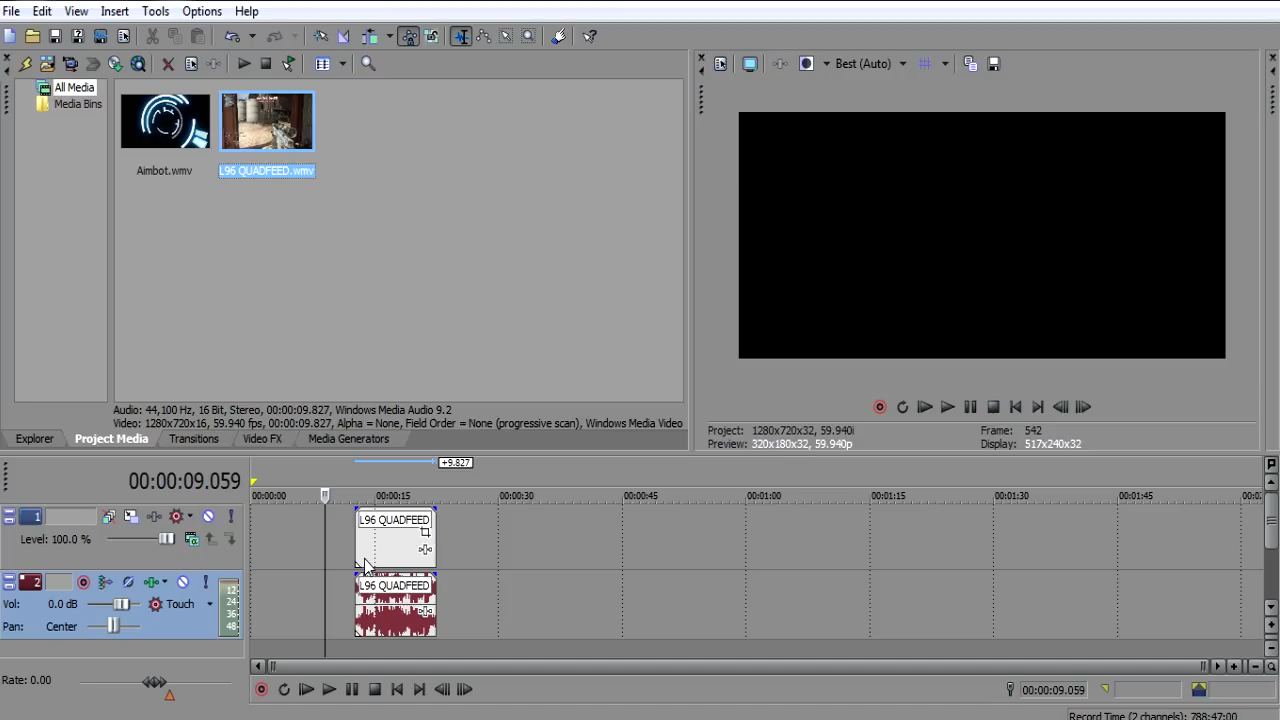 File Edit View Insert Tools Options Help
Best (Auto)
All Media
Media Bins
Aimbot.wmv
L96 QUADFEED.wmv
Audio: 44,100 Hz, 16 Bit, Stereo, 00:00:09.827, Windows Media Audio 9.2
Video: 1280x720x16, 59.940 fps, 00:00:09.827, Alpha = None, Field Order = None (progressive scan), Windows Media Video
Explorer Project Media Transitions Video FX Media Generators
Project: 1280x720x32, 59.940i Frame: 542
Preview: 320x180x32, 59.940p Display: 517x240x32
+9.827
00:00:09.059
00:00:00 00:00:15 00:00:30 00:00:45 00:01:00 00:01:15 00:01:30 00:01:45
1
L96 QUADFEED
Level: 100.0 %
2
L96 QUADFEED
12
24
36
48
Vol: 0.0 dB Touch
Pan: Center
Rate: 0.00
00:00:09.059
Record Time (2 channels): 788:47:00